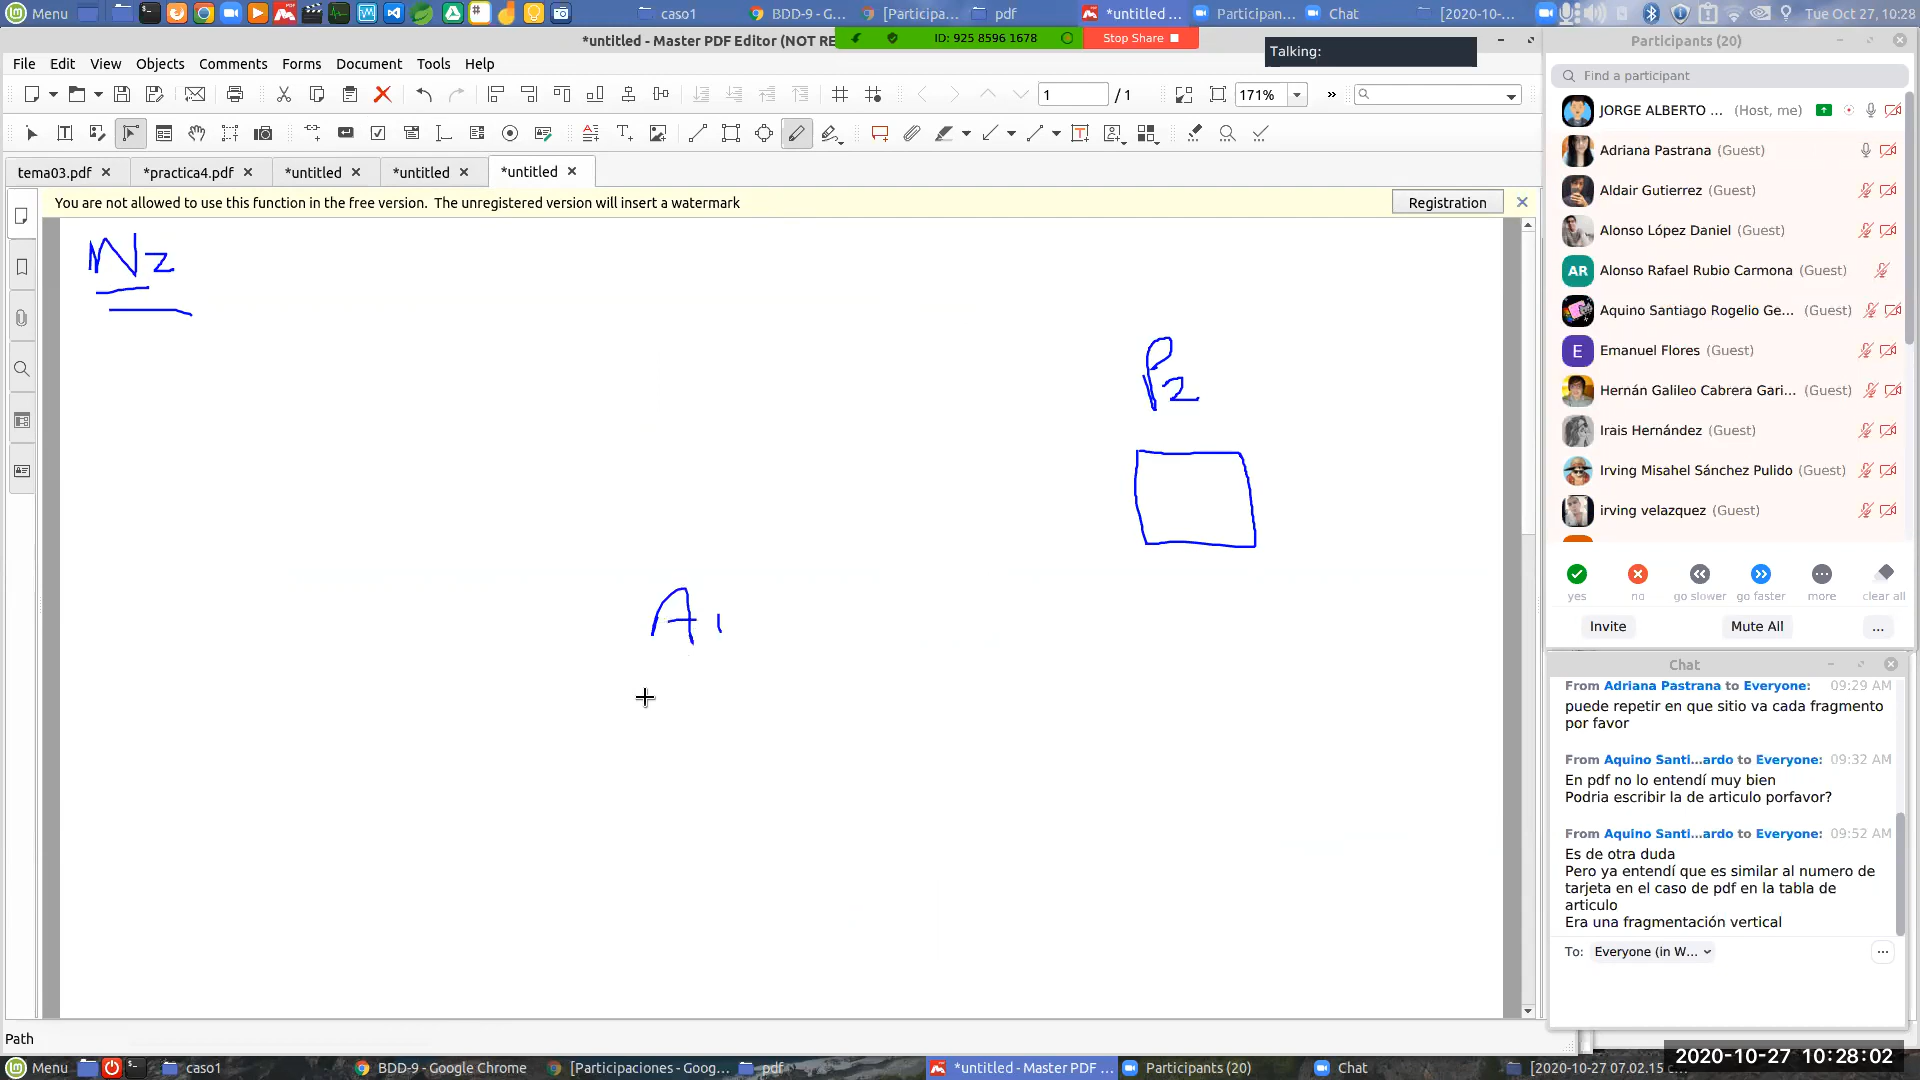 Menu
caso1
BDD-9 - G...
[Participa...
pdf
*untitled ...
Participan...
Chat
[2020-10-...
Tue Oct 27, 10:28
*untitled - Master PDF Editor (NOT RE
ID: 925 8596 1678
Stop Share
Talking:
Participants (20)
File Edit View Objects Comments Forms Document Tools Help
Find a participant
1 / 1
171%
JORGE ALBERTO ... (Host, me)
Adriana Pastrana (Guest)
tema03.pdf
*practica4.pdf
*untitled
*untitled
*untitled
Aldair Gutierrez (Guest)
You are not allowed to use this function in the free version. The unregistered version will insert a watermark
Registration
Alonso López Daniel (Guest)
AR Alonso Rafael Rubio Carmona (Guest)
Aquino Santiago Rogelio Ge... (Guest)
E Emanuel Flores (Guest)
Hernán Galileo Cabrera Gari... (Guest)
Irais Hernández (Guest)
Irving Misahel Sánchez Pulido (Guest)
irving velazquez (Guest)
N2
P2
A1
yes no go slower go faster more clear all
Invite Mute All ...
Chat
From Adriana Pastrana to Everyone: 09:29 AM
puede repetir en que sitio va cada fragmento
por favor
From Aquino Santi...ardo to Everyone: 09:32 AM
En pdf no lo entendí muy bien
Podria escribir la de articulo porfavor?
From Aquino Santi...ardo to Everyone: 09:52 AM
Es de otra duda
Pero ya entendí que es similar al numero de
tarjeta en el caso de pdf en la tabla de
articulo
Era una fragmentación vertical
To: Everyone (in W...
Path
Menu
caso1
BDD-9 - Google Chrome
[Participaciones - Goog...
pdf
*untitled - Master PDF ...
Participants (20)
Chat
[2020-10-27 07.02.15 c...
2020-10-27 10:28:02